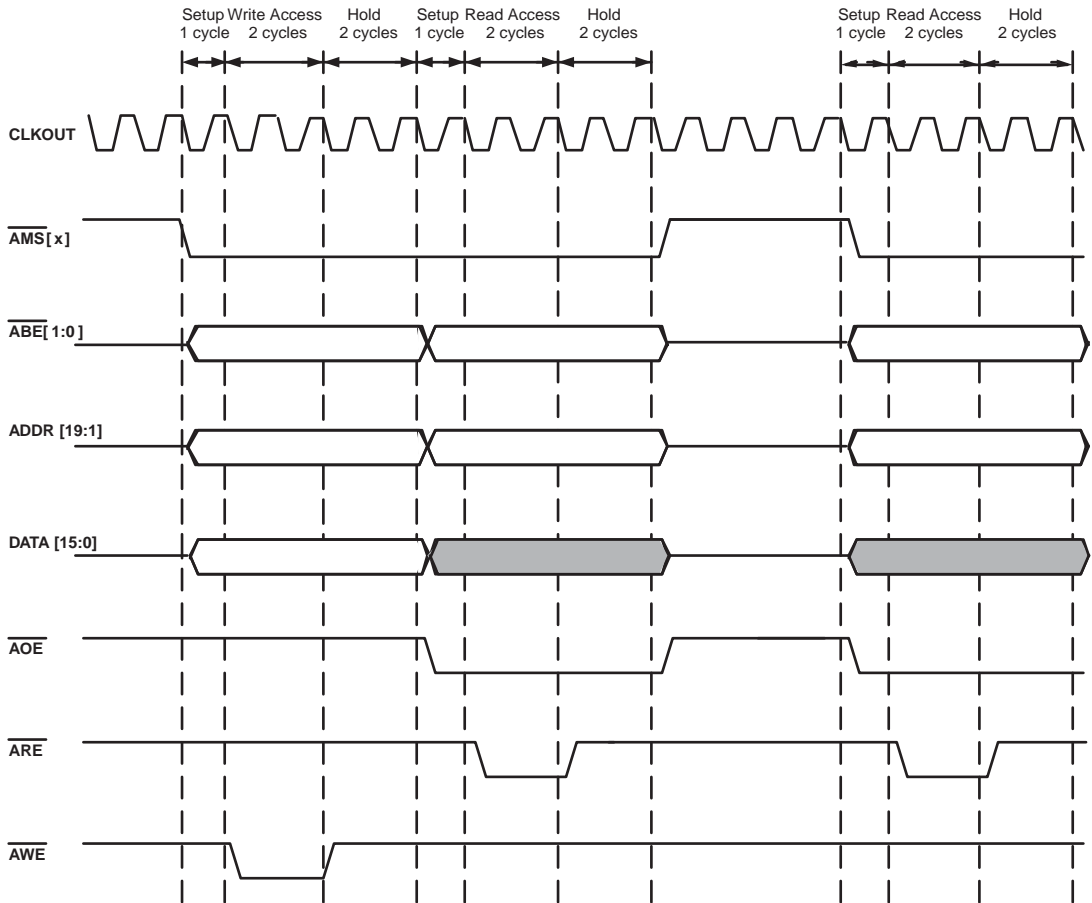 Setup Write Access Hold Setup Read Access Hold Setup Read Access Hold
1 cycle 2 cycles 2 cycles 1 cycle 2 cycles 2 cycles 1 cycle 2 cycles 2 cycles
CLKOUT
AMS[x]
ABE[1:0]
ADDR [19:1]
DATA [15:0]
AOE
ARE
AWE